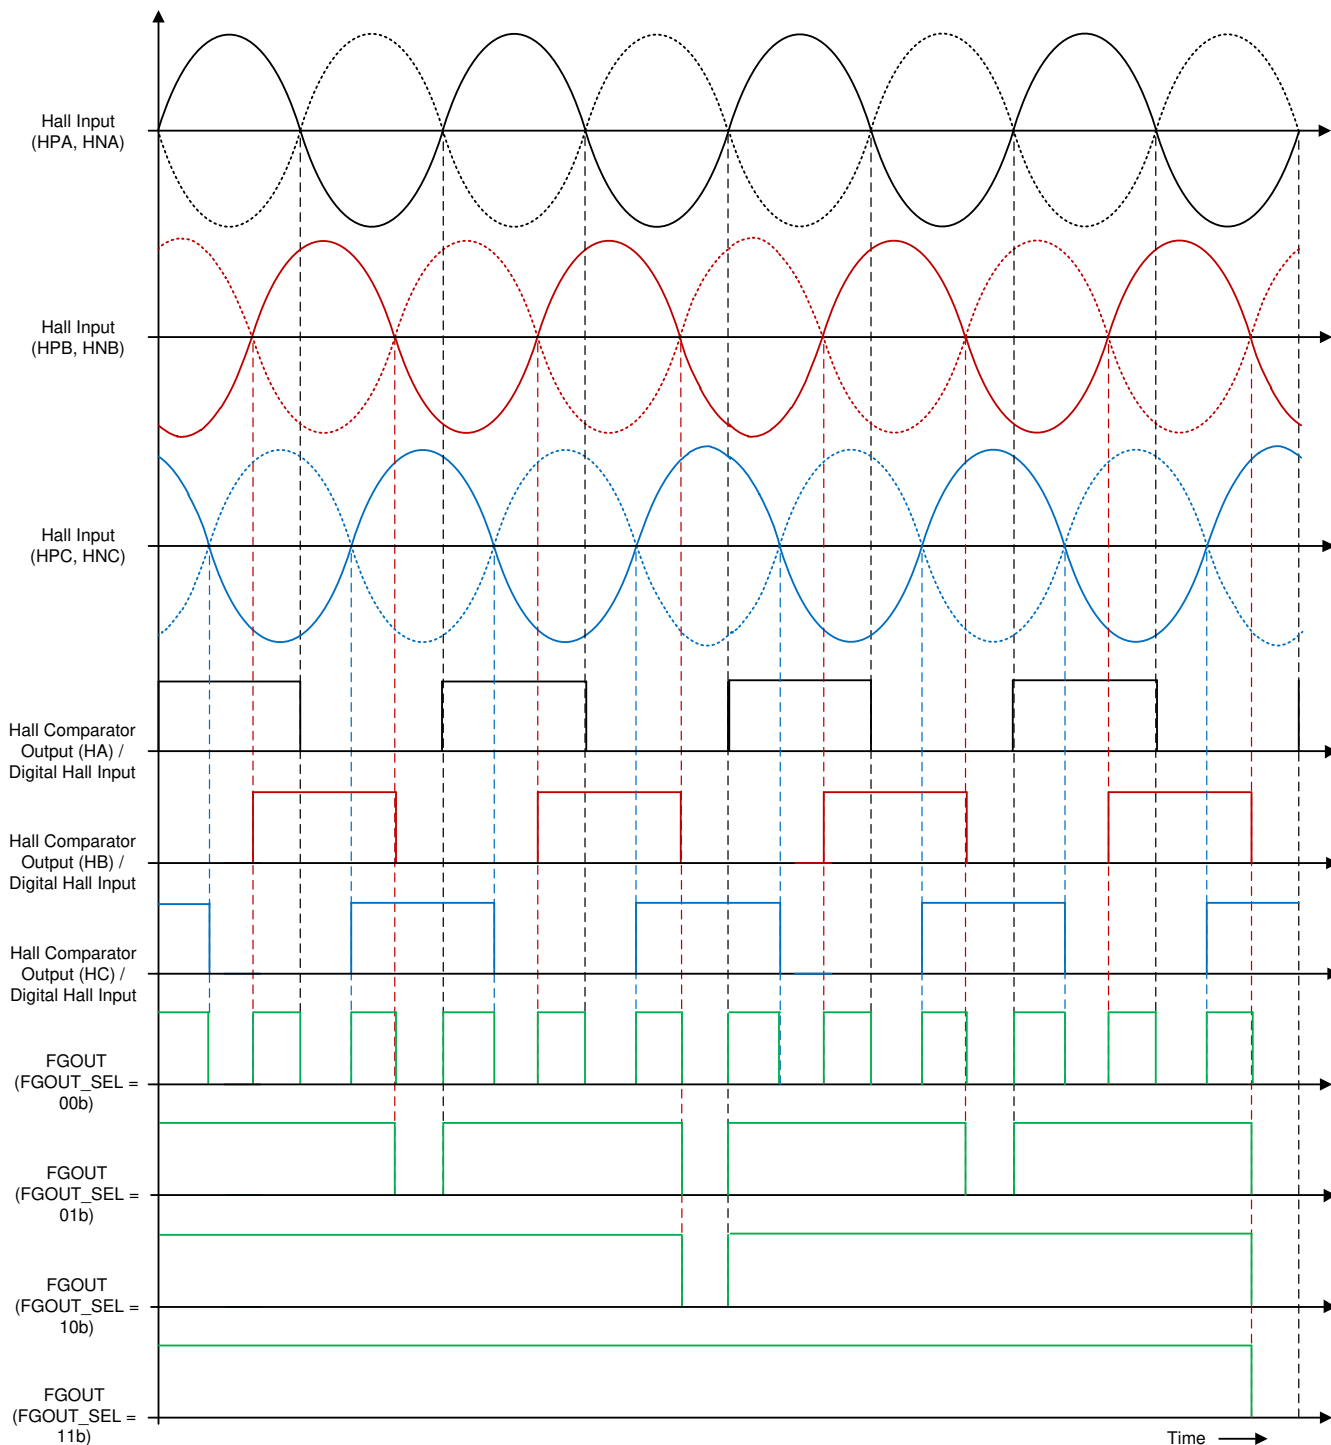 Hall Input
(HPA, HNA)
Hall Input
(HPB, HNB)
Hall Input
(HPC, HNC)
Hall Comparator
Output (HA) /
Digital Hall Input
Hall Comparator
Output (HB) /
Digital Hall Input
Hall Comparator
Output (HC) /
Digital Hall Input
FGOUT
(FGOUT_SEL =
00b)
FGOUT
(FGOUT_SEL =
01b)
FGOUT
(FGOUT_SEL =
10b)
FGOUT
(FGOUT_SEL =
11b)
Time